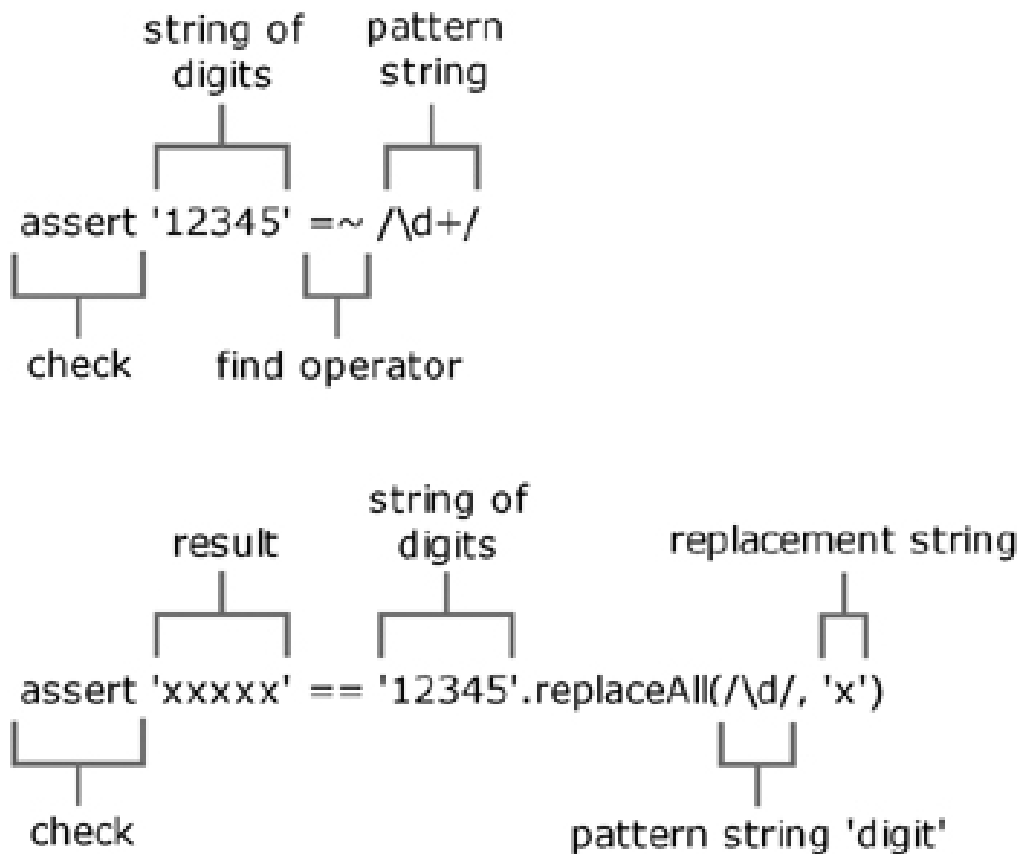 string of
digits
pattern
string
assert '12345' =~ /\d+/
check
find operator
result
string of
digits
replacement string
assert 'xxxxx' == '12345'.replaceAll(/\d/, 'x')
check
pattern string 'digit'